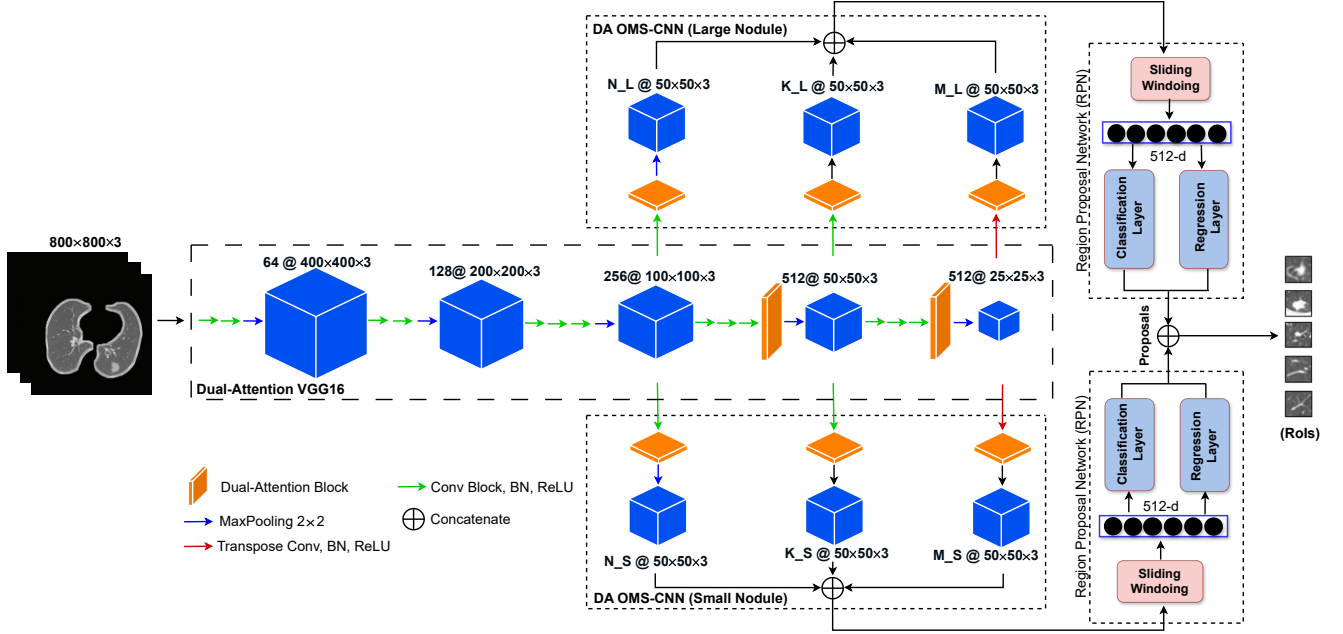 DA OMS-CNN (Large Nodule)
N_L @ 50×50×3
K_L @ 50×50×3
M_L @ 50×50×3
Region Proposal Network (RPN)
Sliding
Windoing
512-d
Classification
Layer
Regression
Layer
800×800×3
64 @ 400×400×3
128@ 200×200×3
256@ 100×100×3
512@ 50×50×3
512@ 25×25×3
Dual-Attention VGG16
Proposals
(RoIs)
Region Proposal Network (RPN)
Classification
Layer
Regression
Layer
512-d
Sliding
Windoing
N_S @ 50×50×3
K_S @ 50×50×3
M_S @ 50×50×3
DA OMS-CNN (Small Nodule)
Dual-Attention Block
Conv Block, BN, ReLU
MaxPooling 2×2
Concatenate
Transpose Conv, BN, ReLU